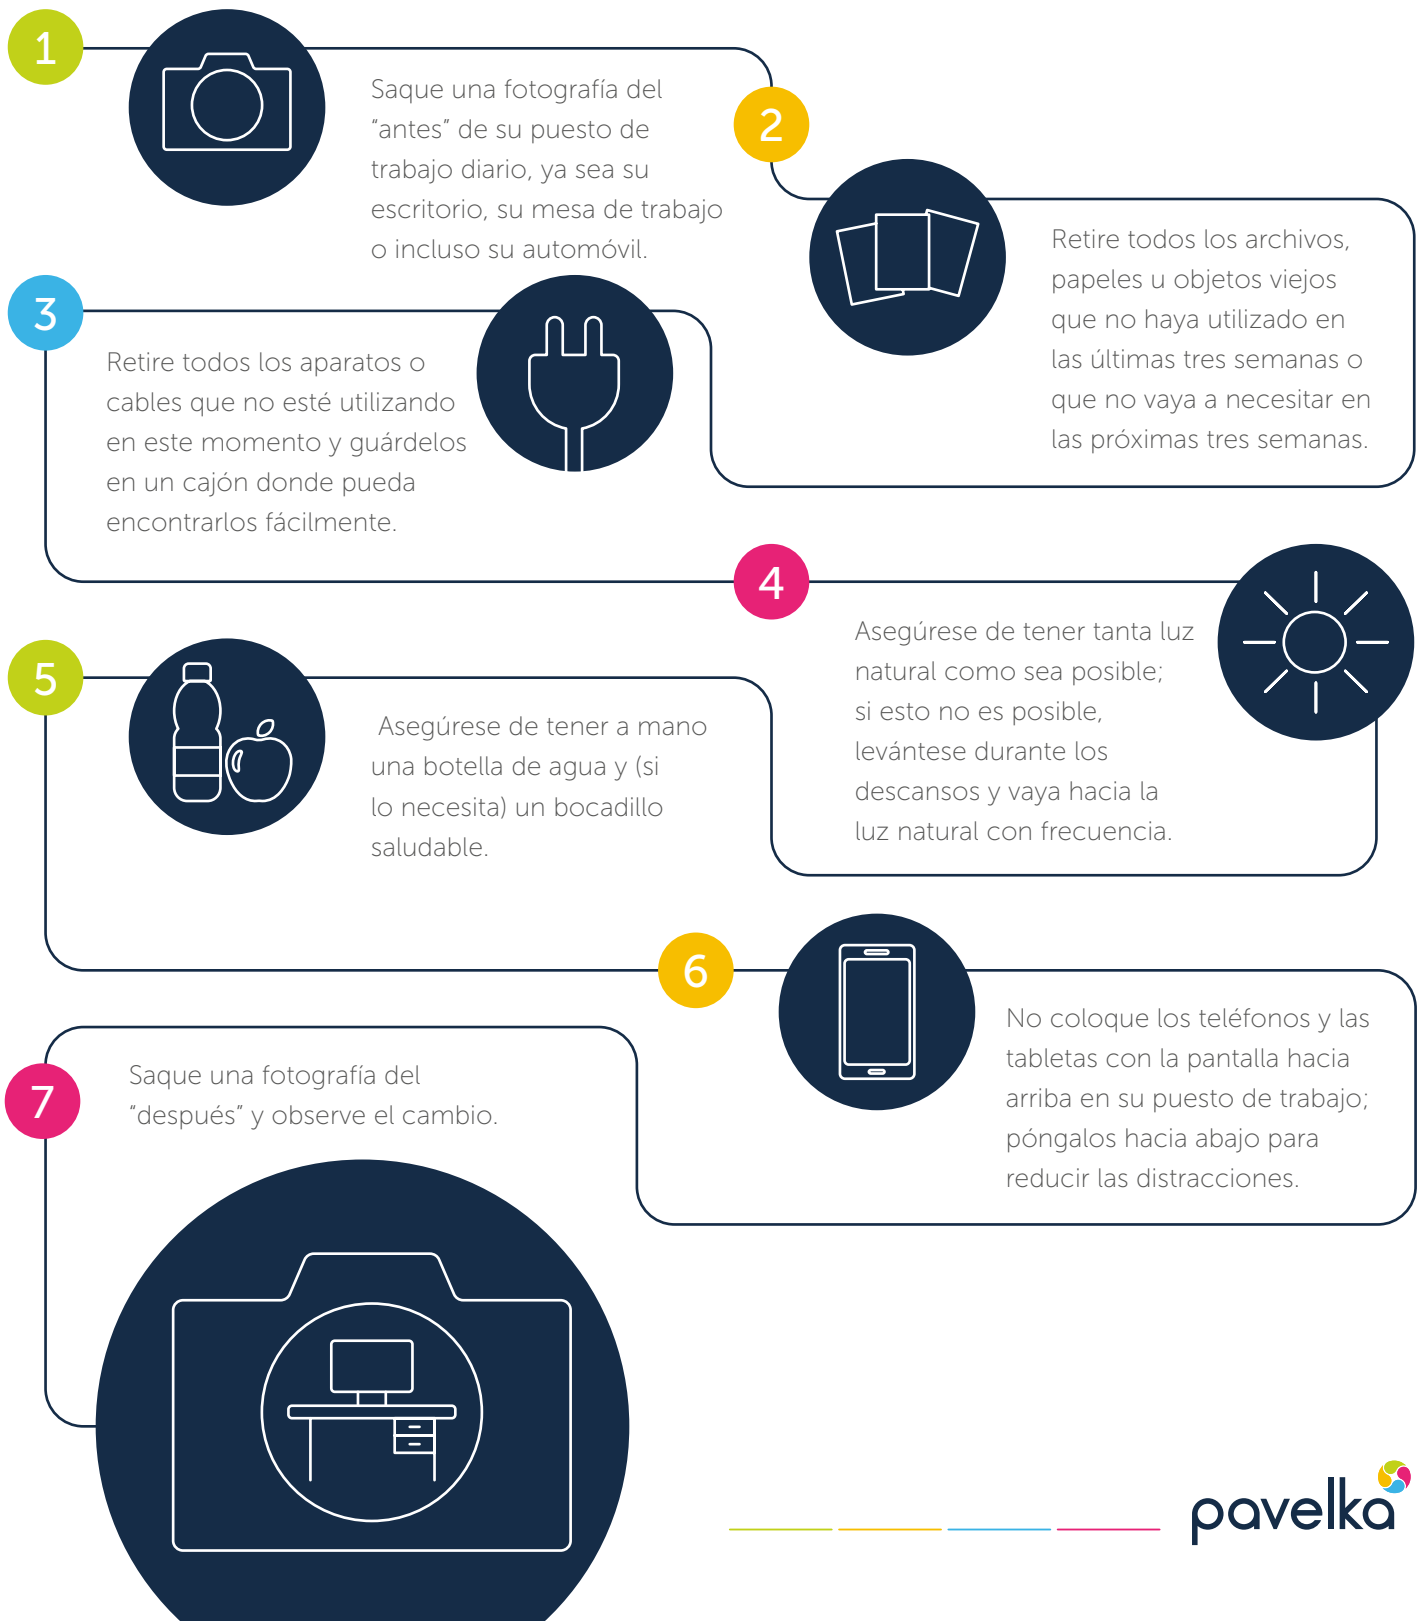 1
Saque una fotografía del
“antes” de su puesto de
trabajo diario, ya sea su
escritorio, su mesa de trabajo
o incluso su automóvil.
2
Retire todos los archivos,
papeles u objetos viejos
que no haya utilizado en
las últimas tres semanas o
que no vaya a necesitar en
las próximas tres semanas.
3
Retire todos los aparatos o
cables que no esté utilizando
en este momento y guárdelos
en un cajón donde pueda
encontrarlos fácilmente.
4
Asegúrese de tener tanta luz
natural como sea posible;
si esto no es posible,
levántese durante los
descansos y vaya hacia la
luz natural con frecuencia.
5
Asegúrese de tener a mano
una botella de agua y (si
lo necesita) un bocadillo
saludable.
6
No coloque los teléfonos y las
tabletas con la pantalla hacia
arriba en su puesto de trabajo;
póngalos hacia abajo para
reducir las distracciones.
7
Saque una fotografía del
“después” y observe el cambio.
pavelka